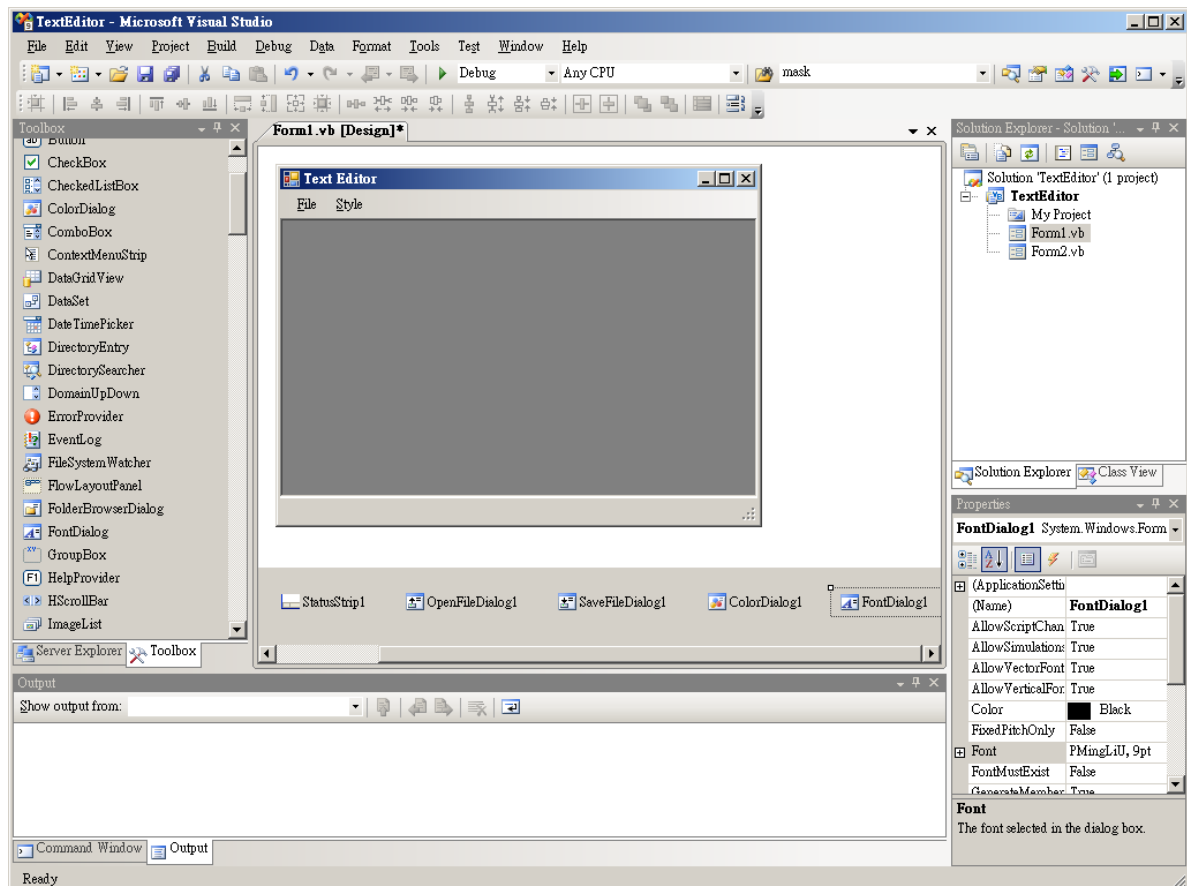 TextEditor - Microsoft Visual Studio
File Edit View Project Build Debug Data Format Tools Test Window Help
Debug Any CPU mask
Toolbox
Button
CheckBox
CheckedListBox
ColorDialog
ComboBox
ContextMenuStrip
DataGridView
DataSet
DateTimePicker
DirectoryEntry
DirectorySearcher
DomainUpDown
ErrorProvider
EventLog
FileSystemWatcher
FlowLayoutPanel
FolderBrowserDialog
FontDialog
GroupBox
HelpProvider
HScrollBar
ImageList
Server Explorer Toolbox
Form1.vb [Design]*
Text Editor
File Style
StatusStrip1 OpenFileDialog1 SaveFileDialog1 ColorDialog1 FontDialog1
Solution Explorer - Solution '...
Solution 'TextEditor' (1 project)
TextEditor
My Project
Form1.vb
Form2.vb
Solution Explorer Class View
Properties
FontDialog1 System.Windows.Form
(ApplicationSettin
(Name) FontDialog1
AllowScriptChan True
AllowSimulations True
AllowVectorFont True
AllowVerticalFor True
Color Black
FixedPitchOnly False
Font PMingLiU, 9pt
FontMustExist False
GenerateMember True
Font
The font selected in the dialog box.
Output
Show output from:
Command Window Output
Ready